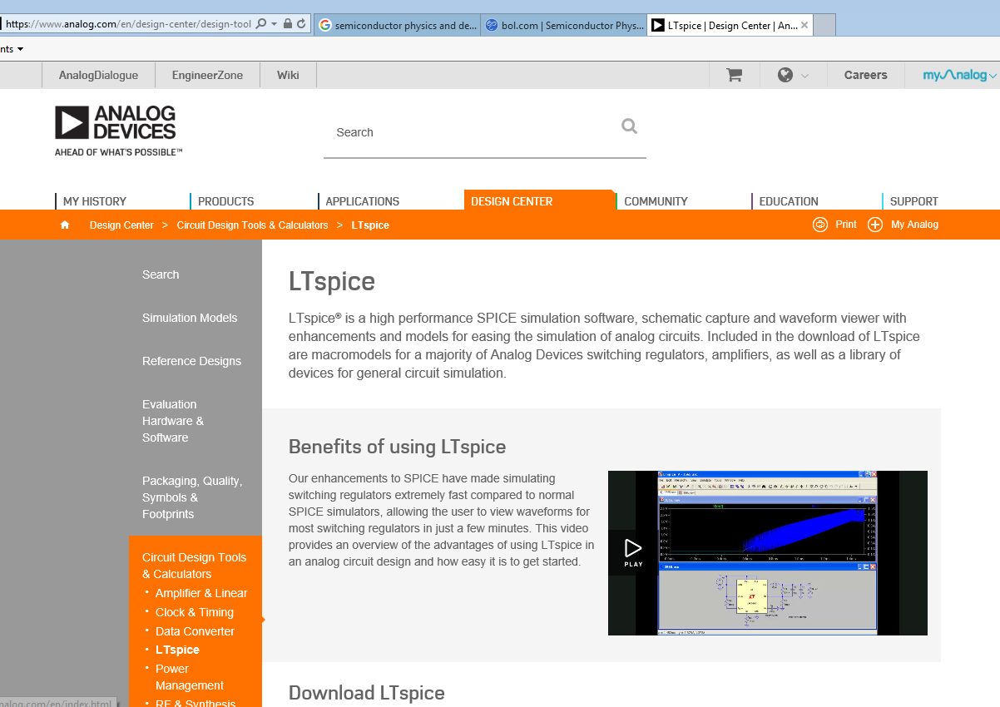 https://www.analog.com/en/design-center/design-tool
semiconductor physics and de...
bol.com | Semiconductor Phys...
LTspice | Design Center | An...
nts
AnalogDialogue
EngineerZone
Wiki
Careers
myAnalog
ANALOG
DEVICES
AHEAD OF WHAT'S POSSIBLE™
Search
MY HISTORY
PRODUCTS
APPLICATIONS
DESIGN CENTER
COMMUNITY
EDUCATION
SUPPORT
Design Center > Circuit Design Tools & Calculators > LTspice
Print
My Analog
Search
Simulation Models
Reference Designs
Evaluation
Hardware &
Software
Packaging, Quality,
Symbols &
Footprints
Circuit Design Tools
& Calculators
• Amplifier & Linear
• Clock & Timing
• Data Converter
• LTspice
• Power
Management
• RF & Synthesis
nalog.com/en/index.html
LTspice
LTspice® is a high performance SPICE simulation software, schematic capture and waveform viewer with
enhancements and models for easing the simulation of analog circuits. Included in the download of LTspice
are macromodels for a majority of Analog Devices switching regulators, amplifiers, as well as a library of
devices for general circuit simulation.
Benefits of using LTspice
Our enhancements to SPICE have made simulating
switching regulators extremely fast compared to normal
SPICE simulators, allowing the user to view waveforms for
most switching regulators in just a few minutes. This video
provides an overview of the advantages of using LTspice in
an analog circuit design and how easy it is to get started.
PLAY
Download LTspice